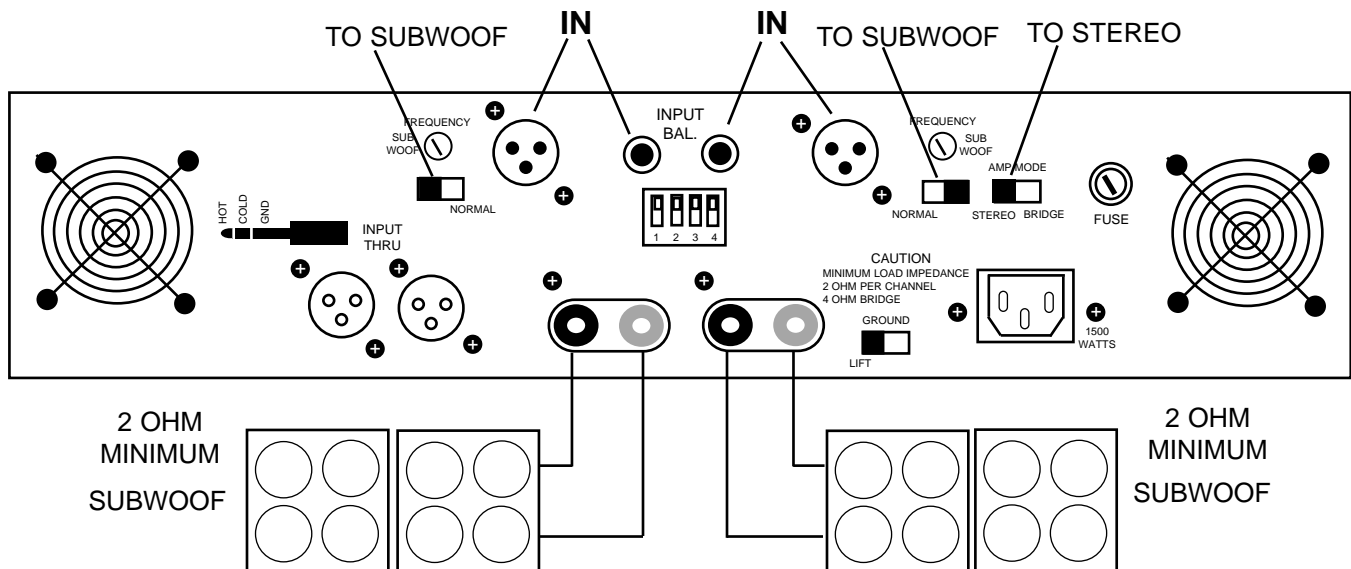 TO SUBWOOF
IN
IN
TO SUBWOOF
TO STEREO
FREQUENCY
SUB
WOOF
NORMAL
INPUT
BAL.
1 2 3 4
FREQUENCY
SUB
WOOF
NORMAL
AMP MODE
STEREO
BRIDGE
FUSE
HOT
COLD
GND
INPUT
THRU
CAUTION
MINIMUM LOAD IMPEDANCE
2 OHM PER CHANNEL
4 OHM BRIDGE
GROUND
LIFT
1500
WATTS
2 OHM
MINIMUM
SUBWOOF
2 OHM
MINIMUM
SUBWOOF